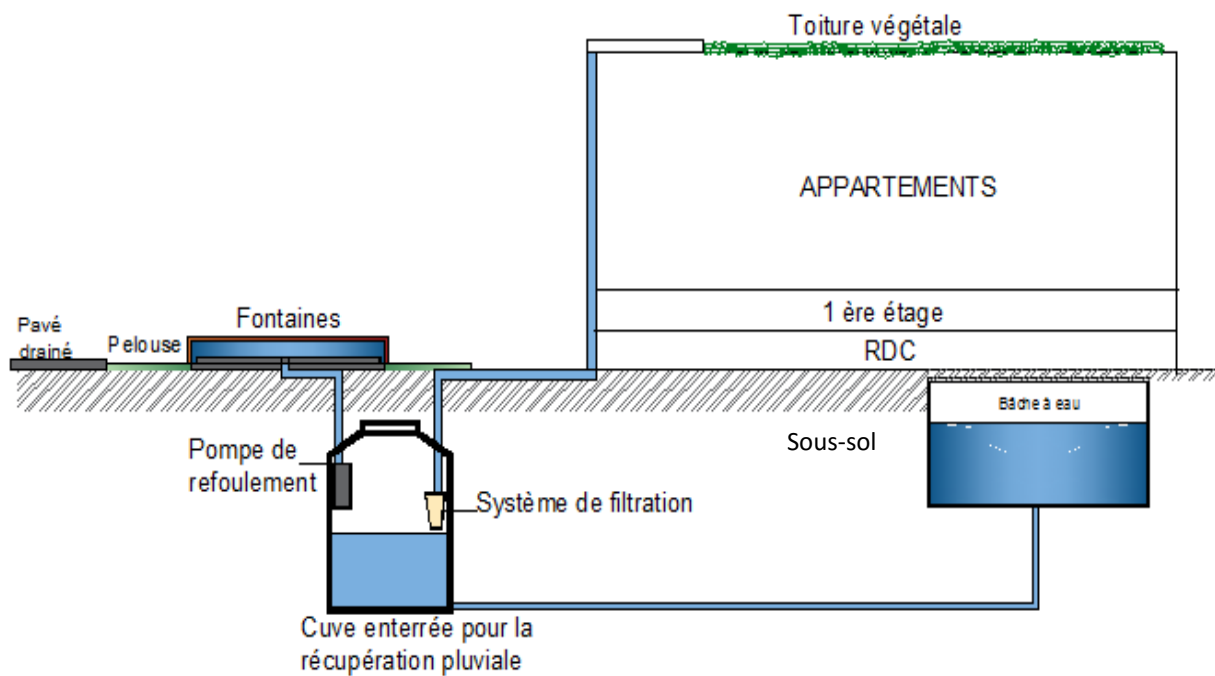 Toiture végétale
APPARTEMENTS
1 ère étage
RDC
Fontaines
Pavé
drainé
Pelouse
Bâche à eau
Sous-sol
Pompe de
refoulement
Système de filtration
Cuve enterrée pour la
récupération pluviale